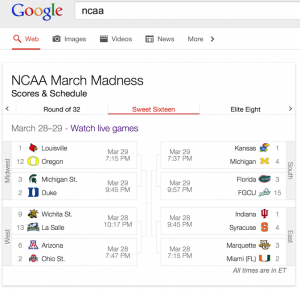 Google ncaa
Web Images Videos News More
NCAA March Madness
Scores & Schedule
Round of 32 Sweet Sixteen Elite Eight
March 28–29 - Watch live games
Midwest
1 Louisville
12 Oregon
Mar 29
7:15 PM
3 Michigan St.
2 Duke
Mar 29
9:45 PM
South
Mar 29
7:37 PM
Kansas 1
Michigan 4
Mar 29
9:57 PM
Florida 3
FGCU 15
West
9 Wichita St.
13 La Salle
Mar 28
10:17 PM
6 Arizona
2 Ohio St.
Mar 28
7:47 PM
East
Mar 28
9:45 PM
Indiana 1
Syracuse 4
Mar 28
7:15 PM
Marquette 3
Miami (FL) 2
All times are in ET